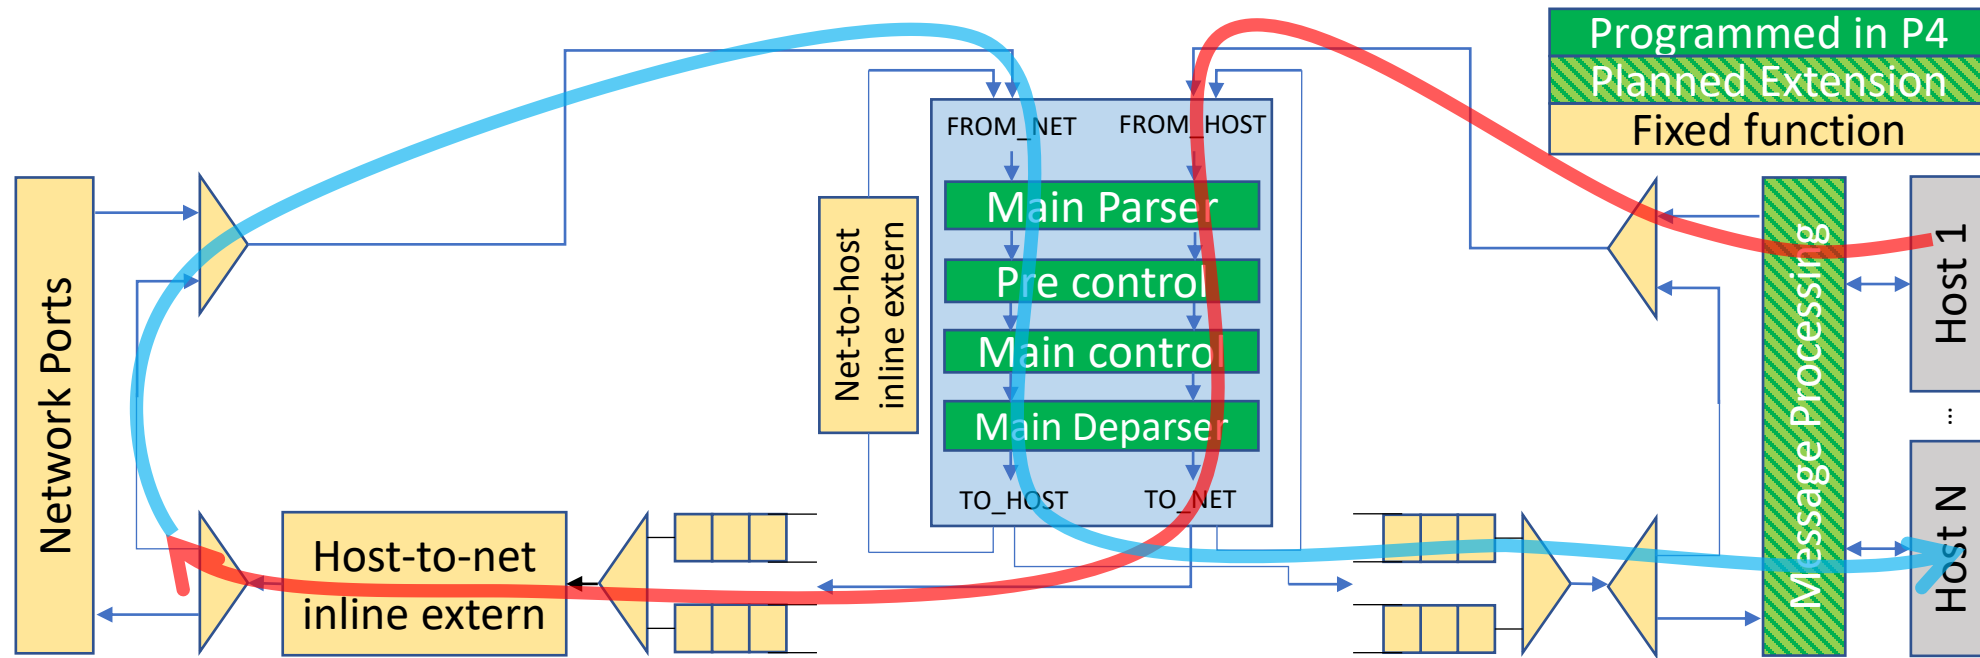 Programmed in P4
Planned Extension
Fixed function
FROM_NET
FROM_HOST
Main Parser
Pre control
Main control
Main Deparser
TO_HOST
TO_NET
Network Ports
Net-to-host
inline extern
Host-to-net
inline extern
Message Processing
Host 1
...
Host N